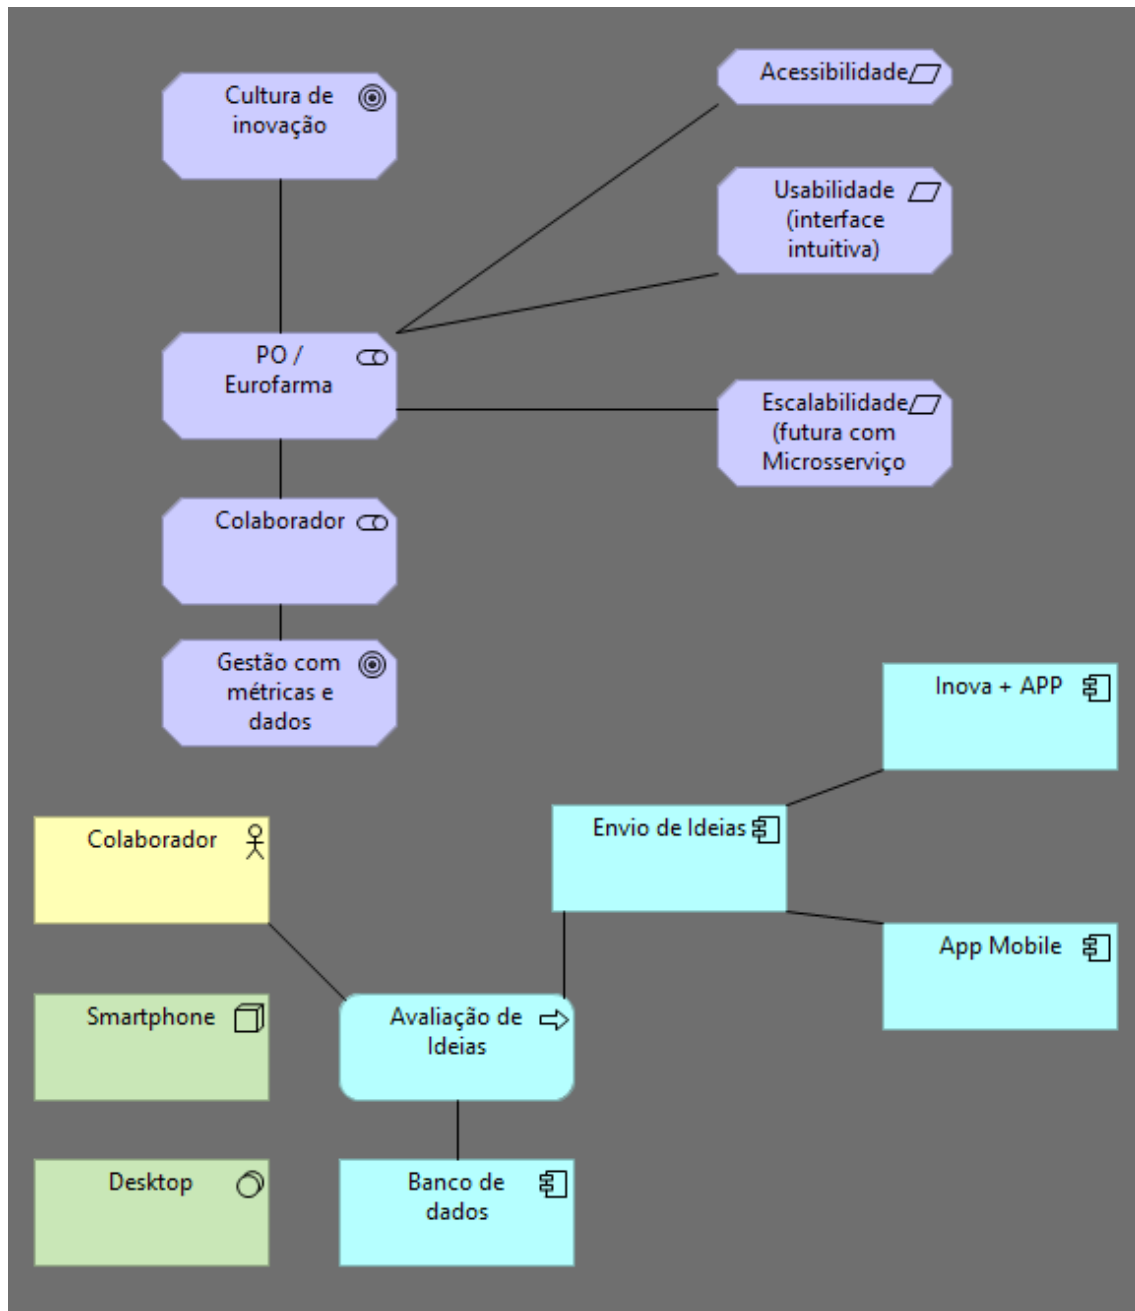 Cultura de
inovação
Acessibilidade
Usabilidade
(interface
intuitiva)
PO /
Eurofarma
Escalabilidade
(futura com
Microsserviço
Colaborador
Gestão com
métricas e
dados
Inova + APP
Colaborador
Envio de Ideias
App Mobile
Smartphone
Avaliação de
Ideias
Desktop
Banco de
dados